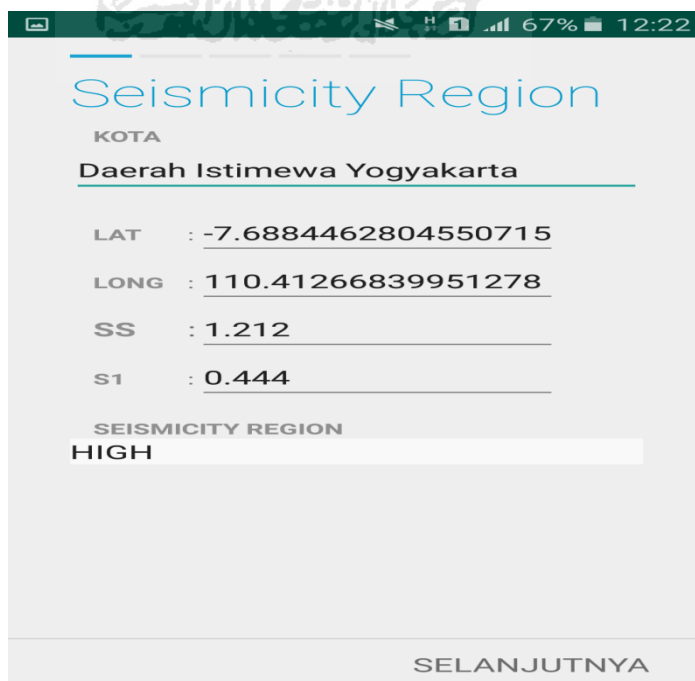 H 1 67% 12:22
Seismicity Region
KOTA
Daerah Istimewa Yogyakarta
LAT : -7.6884462804550715
LONG : 110.41266839951278
SS : 1.212
S1 : 0.444
SEISMICITY REGION
HIGH
SELANJUTNYA